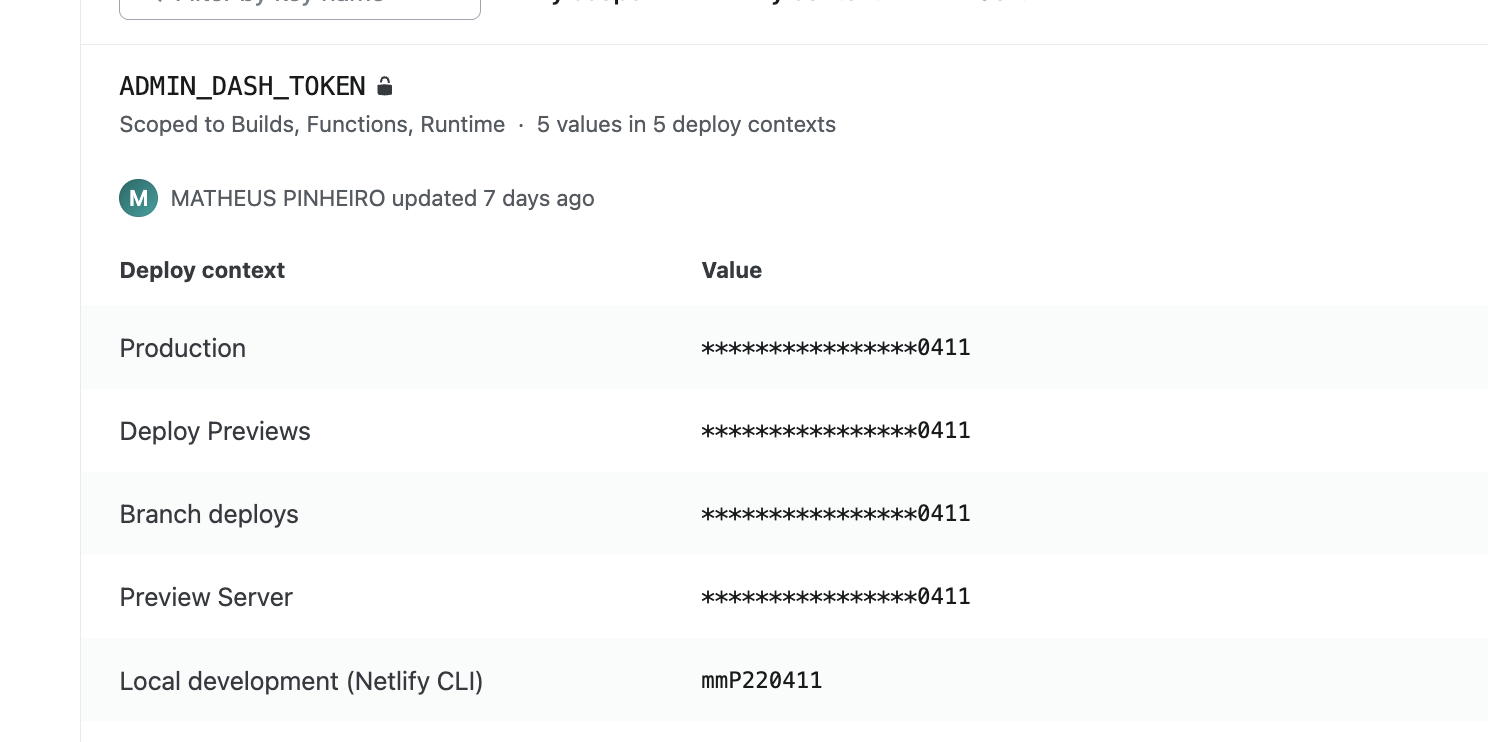 ADMIN_DASH_TOKEN
Scoped to Builds, Functions, Runtime · 5 values in 5 deploy contexts
M MATHEUS PINHEIRO updated 7 days ago
Deploy context Value
Production ****************0411
Deploy Previews ****************0411
Branch deploys ****************0411
Preview Server ****************0411
Local development (Netlify CLI) mmP220411